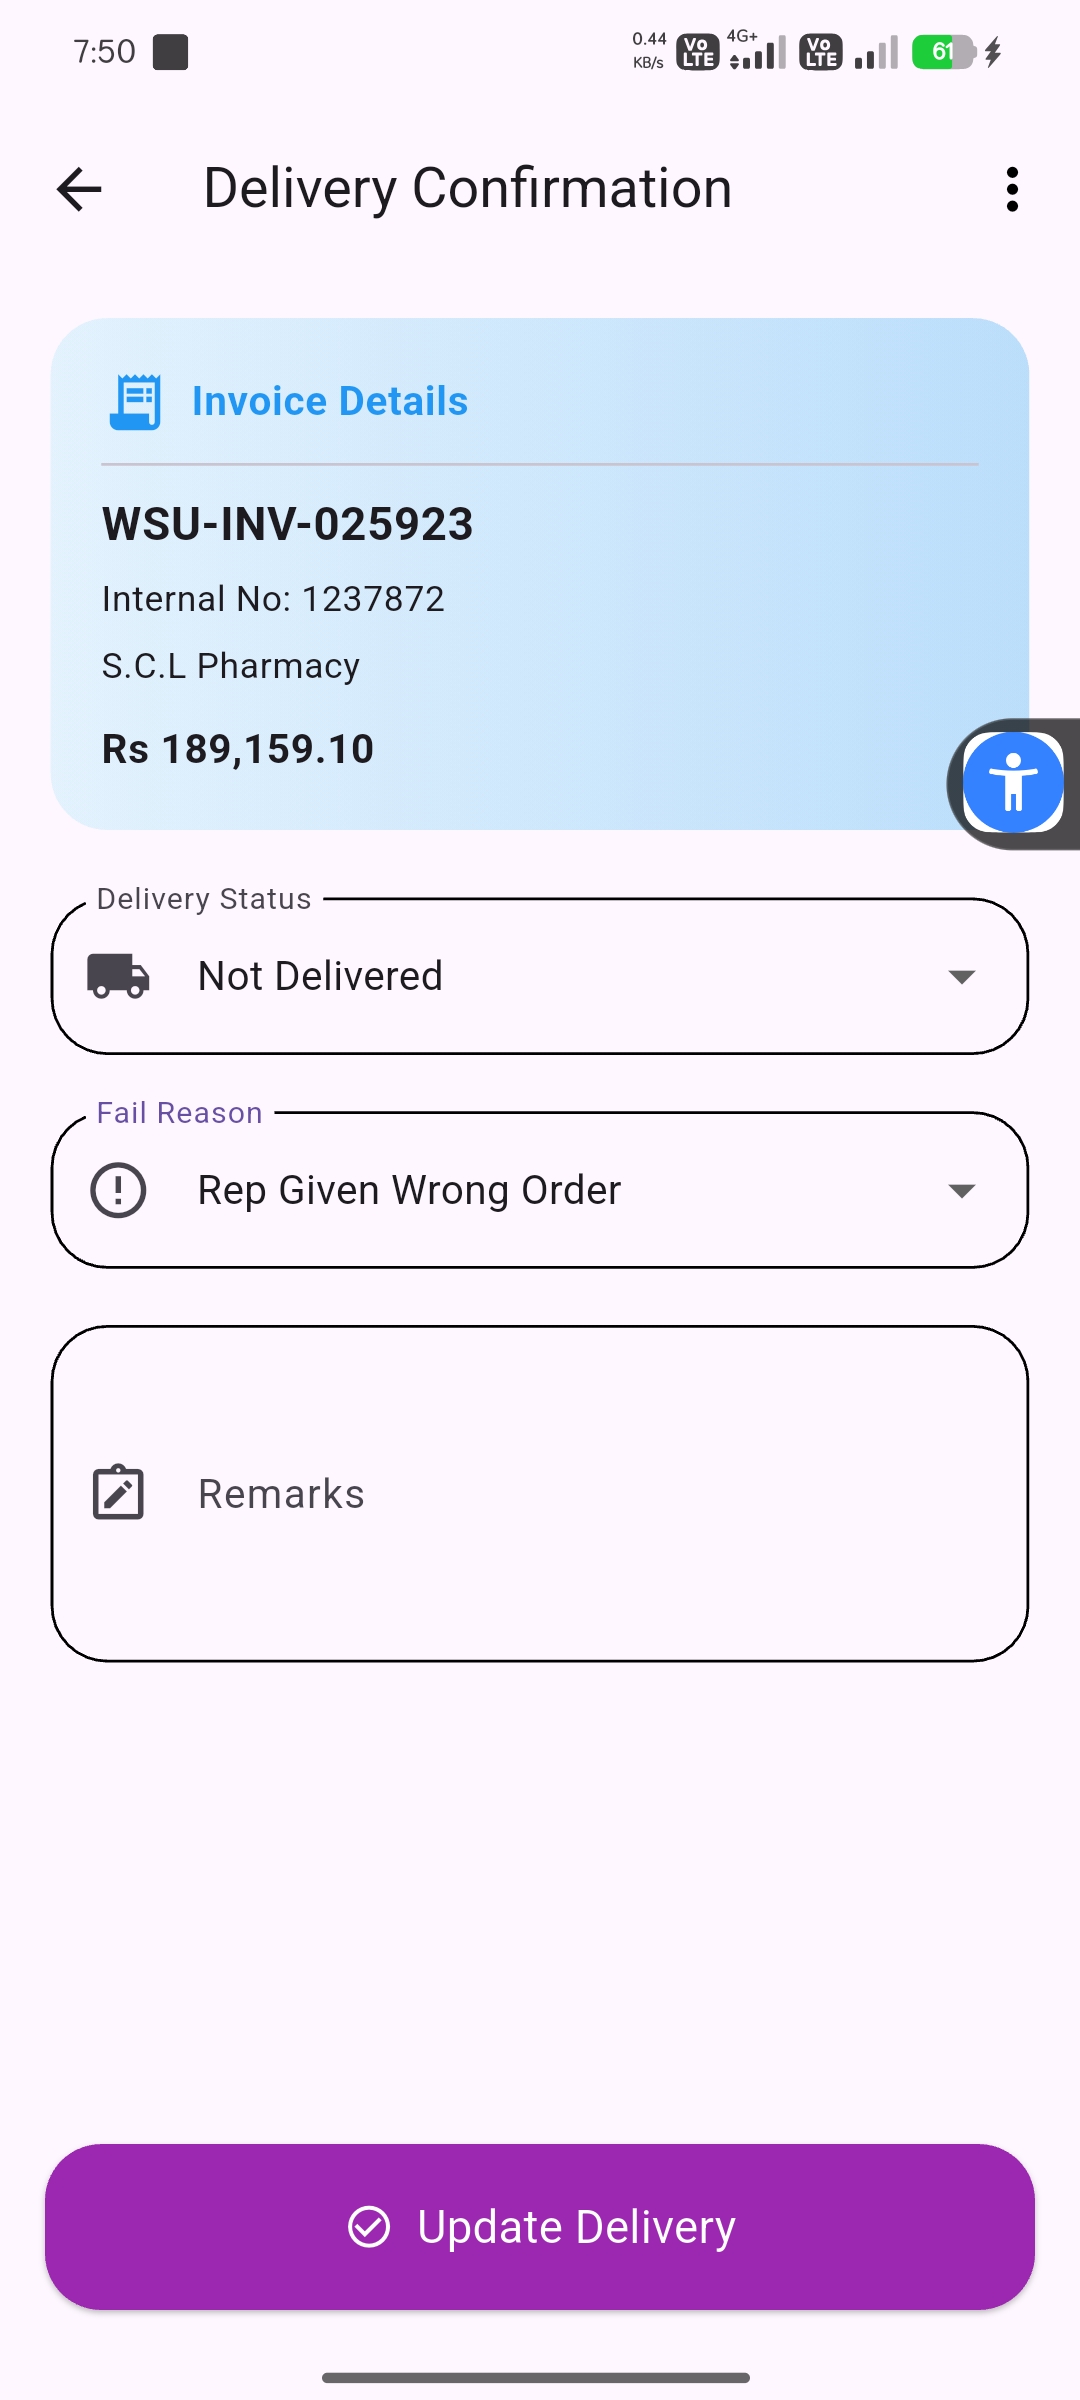 7:50
0.44 KB/s
Vo LTE
4G+
Vo LTE
61
Delivery Confirmation
Invoice Details
WSU-INV-025923
Internal No: 1237872
S.C.L Pharmacy
Rs 189,159.10
Delivery Status
Not Delivered
Fail Reason
Rep Given Wrong Order
Remarks
Update Delivery